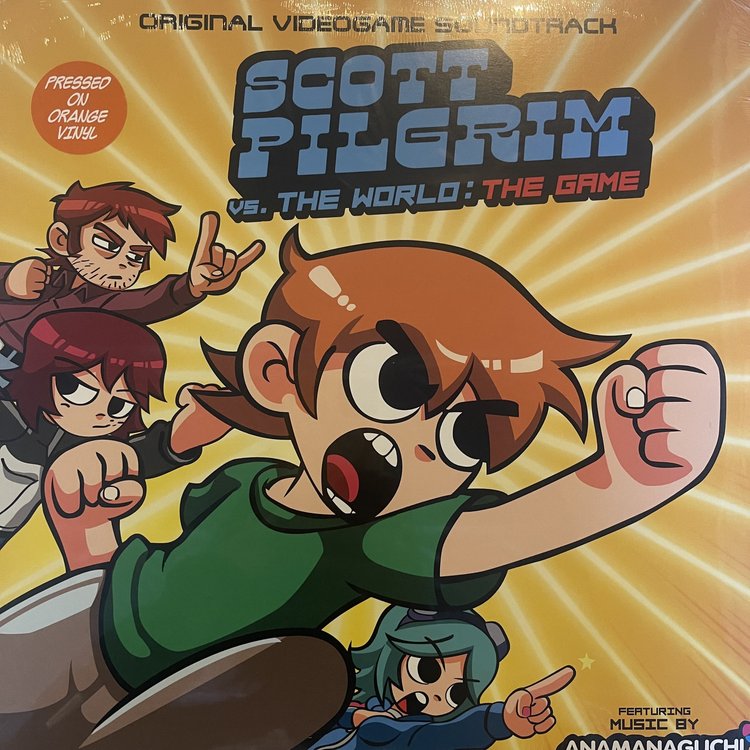 ORIGINAL VIDEOGAME SOUNDTRACK
PRESSED
ON
ORANGE
VINYL
SCOTT
PILGRIM
vs. THE WORLD: THE GAME
FEATURING
MUSIC BY
ANAMANAGUCHI